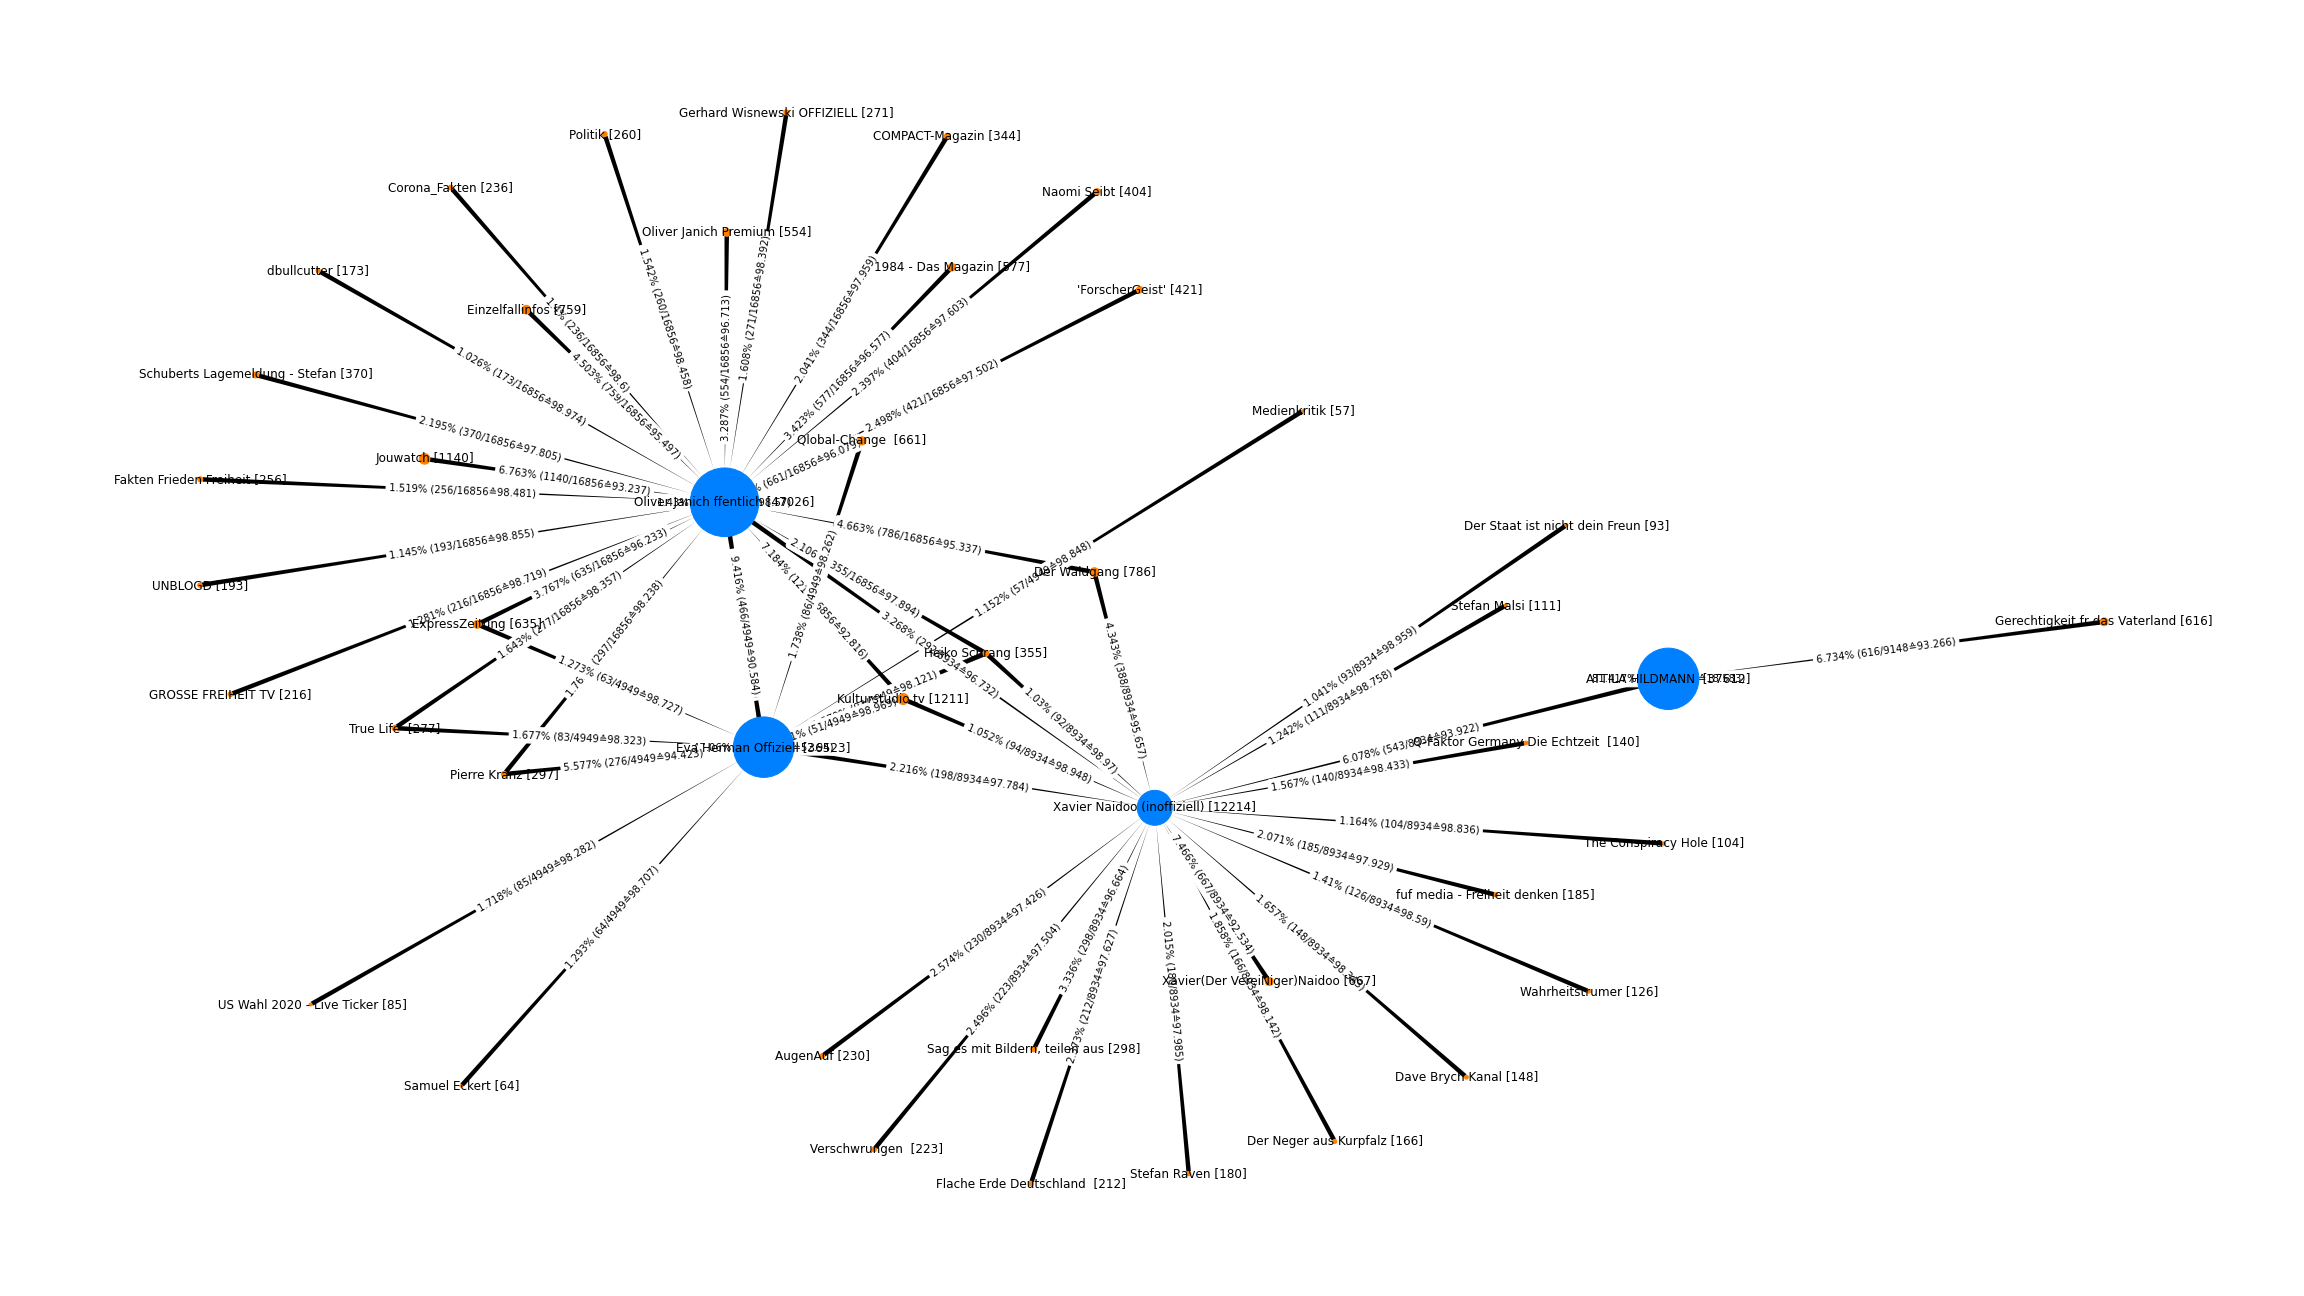 Gerhard Wisnewski OFFIZIELL [271]
Politik [260]
COMPACT-Magazin [344]
Corona_Fakten [236]
Naomi Seibt [404]
Oliver Janich Premium [554]
dbullcutter [173]
1984 - Das Magazin [577]
'ForscherGeist' [421]
Einzelfallinfos [759]
1.542% (260/16856≙98.458)
1.608% (271/16856≙98.392)
2.041% (344/16856≙97.959)
(236/16856≙98.6)
3.287% (554/16856≙96.713)
3.423% (577/16856≙96.577)
2.397% (404/16856≙97.603)
1.026% (173/16856≙98.974)
4.503% (759/16856≙95.497)
Schuberts Lagemeldung - Stefan [370]
2.498% (421/16856≙97.502)
Medienkritik [57]
2.195% (370/16856≙97.805)
Qlobal-Change [661]
(661/16856≙96.079)
Jouwatch [1140]
6.763% (1140/16856≙93.237)
Fakten Frieden Freiheit [256]
1.519% (256/16856≙98.481)
Oliver Janich ffentlich [47026]
Der Staat ist nicht dein Freun [93]
4.663% (786/16856≙95.337)
1.145% (193/16856≙98.855)
UNBLOGD [193]
Der Waldgang [786]
1.152% (57/4949≙98.848)
3.767% (635/16856≙96.233)
1.281% (216/16856≙98.719)
1.643% (277/16856≙98.357)
(297/16856≙98.238)
9.416% (466/4949≙90.584)
1.738% (86/4949≙98.262)
7.184%
856≙92.816)
2.106
355/16856≙97.894)
Stefan Malsi [111]
ExpressZeitung [635]
Gerechtigkeit fr das Vaterland [616]
6.734% (616/9148≙93.266)
Heiko Schrang [355]
3.268%
4.343% (388/8934≙95.657)
1.041% (93/8934≙98.959)
1.273% (63/4949≙98.727)
GROSSE FREIHEIT TV [216]
Kulturstudio.tv [1211]
(51/4949≙98.969)
ATTILA HILDMANN [37612]
1.242% (111/8934≙98.758)
True Life [277]
1.677% (83/4949≙98.323)
1.03% (92/8934≙98.97)
1.052% (94/8934≙98.948)
6.078% (543/8934≙93.922)
Q-Faktor Germany-Die Echtzeit [140]
Eva Herman Offiziell
5.577% (276/4949≙94.423)
Pierre Kranz [297]
2.216% (198/8934≙97.784)
1.567% (140/8934≙98.433)
Xavier Naidoo (inoffiziell) [12214]
1.164% (104/8934≙98.836)
The Conspiracy Hole [104]
2.071% (185/8934≙97.929)
1.718% (85/4949≙98.282)
fuf media - Freiheit denken [185]
1.41% (126/8934≙98.59)
1.293% (64/4949≙98.707)
2.574% (230/8934≙97.426)
2.496% (223/8934≙97.504)
3.336% (298/8934≙96.664)
(212/8934≙97.627)
2.015%
7.466% (667/8934≙92.534)
1.858% (166/8934≙98.142)
1.657%
Xavier(Der Vereiniger)Naidoo [667]
Wahrheitstrumer [126]
US Wahl 2020 - Live Ticker [85]
Sag es mit Bildern, teilen aus [298]
AugenAuf [230]
Dave Brych Kanal [148]
Samuel Eckert [64]
Der Neger aus Kurpfalz [166]
Verschwrungen [223]
Stefan Raven [180]
Flache Erde Deutschland [212]